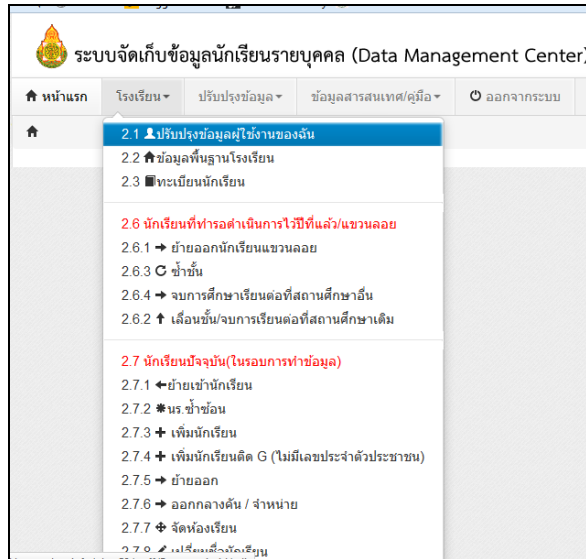 ระบบจัดเก็บข้อมูลนักเรียนรายบุคคล (Data Management Center)
หน้าแรก โรงเรียน ปรับปรุงข้อมูล ข้อมูลสารสนเทศ/คู่มือ ออกจากระบบ
2.1 ปรับปรุงข้อมูลผู้ใช้งานของฉัน
2.2 ข้อมูลพื้นฐานโรงเรียน
2.3 ทะเบียนนักเรียน
2.6 นักเรียนที่ทำรอดำเนินการไว้ปีที่แล้ว/แขวนลอย
2.6.1 ย้ายออกนักเรียนแขวนลอย
2.6.3 ซ้ำชั้น
2.6.4 จบการศึกษาเรียนต่อที่สถานศึกษาอื่น
2.6.2 เลื่อนชั้น/จบการเรียนต่อที่สถานศึกษาเดิม
2.7 นักเรียนปัจจุบัน(ในรอบการทำข้อมูล)
2.7.1 ย้ายเข้านักเรียน
2.7.2 นร.ซ้ำซ้อน
2.7.3 เพิ่มนักเรียน
2.7.4 เพิ่มนักเรียนติด G (ไม่มีเลขประจำตัวประชาชน)
2.7.5 ย้ายออก
2.7.6 ออกกลางคัน / จำหน่าย
2.7.7 จัดห้องเรียน
2.7.8 เปลี่ยนชื่อนักเรียน